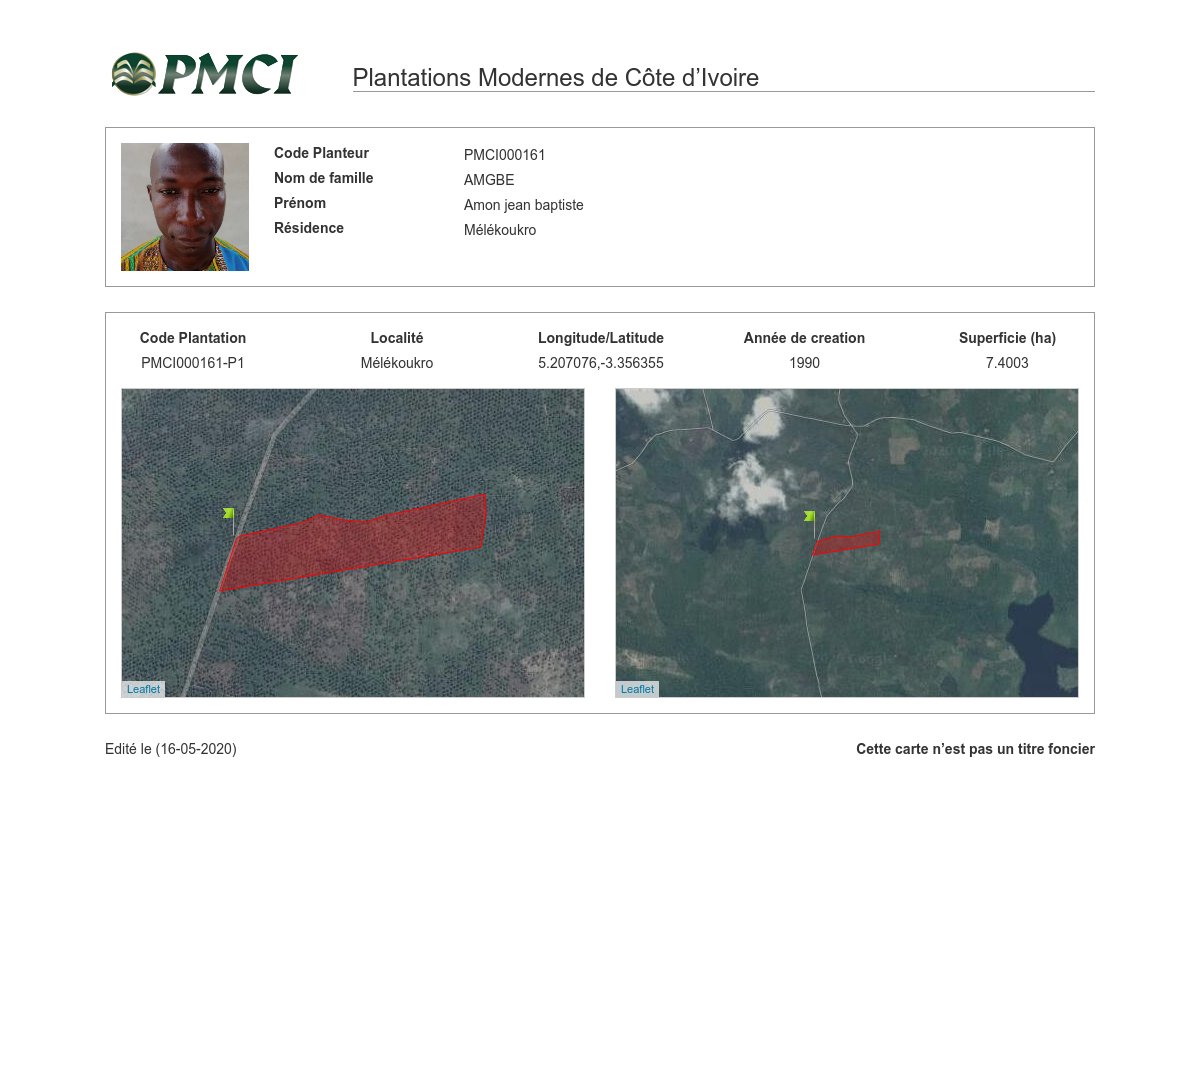 PMCI
Plantations Modernes de Côte d’Ivoire
Code Planteur PMCI000161
Nom de famille AMGBE
Prénom Amon jean baptiste
Résidence Mélékoukro
Code Plantation Localité Longitude/Latitude Année de creation Superficie (ha)
PMCI000161-P1 Mélékoukro 5.207076,-3.356355 1990 7.4003
Leaflet Leaflet
Edité le (16-05-2020) Cette carte n’est pas un titre foncier